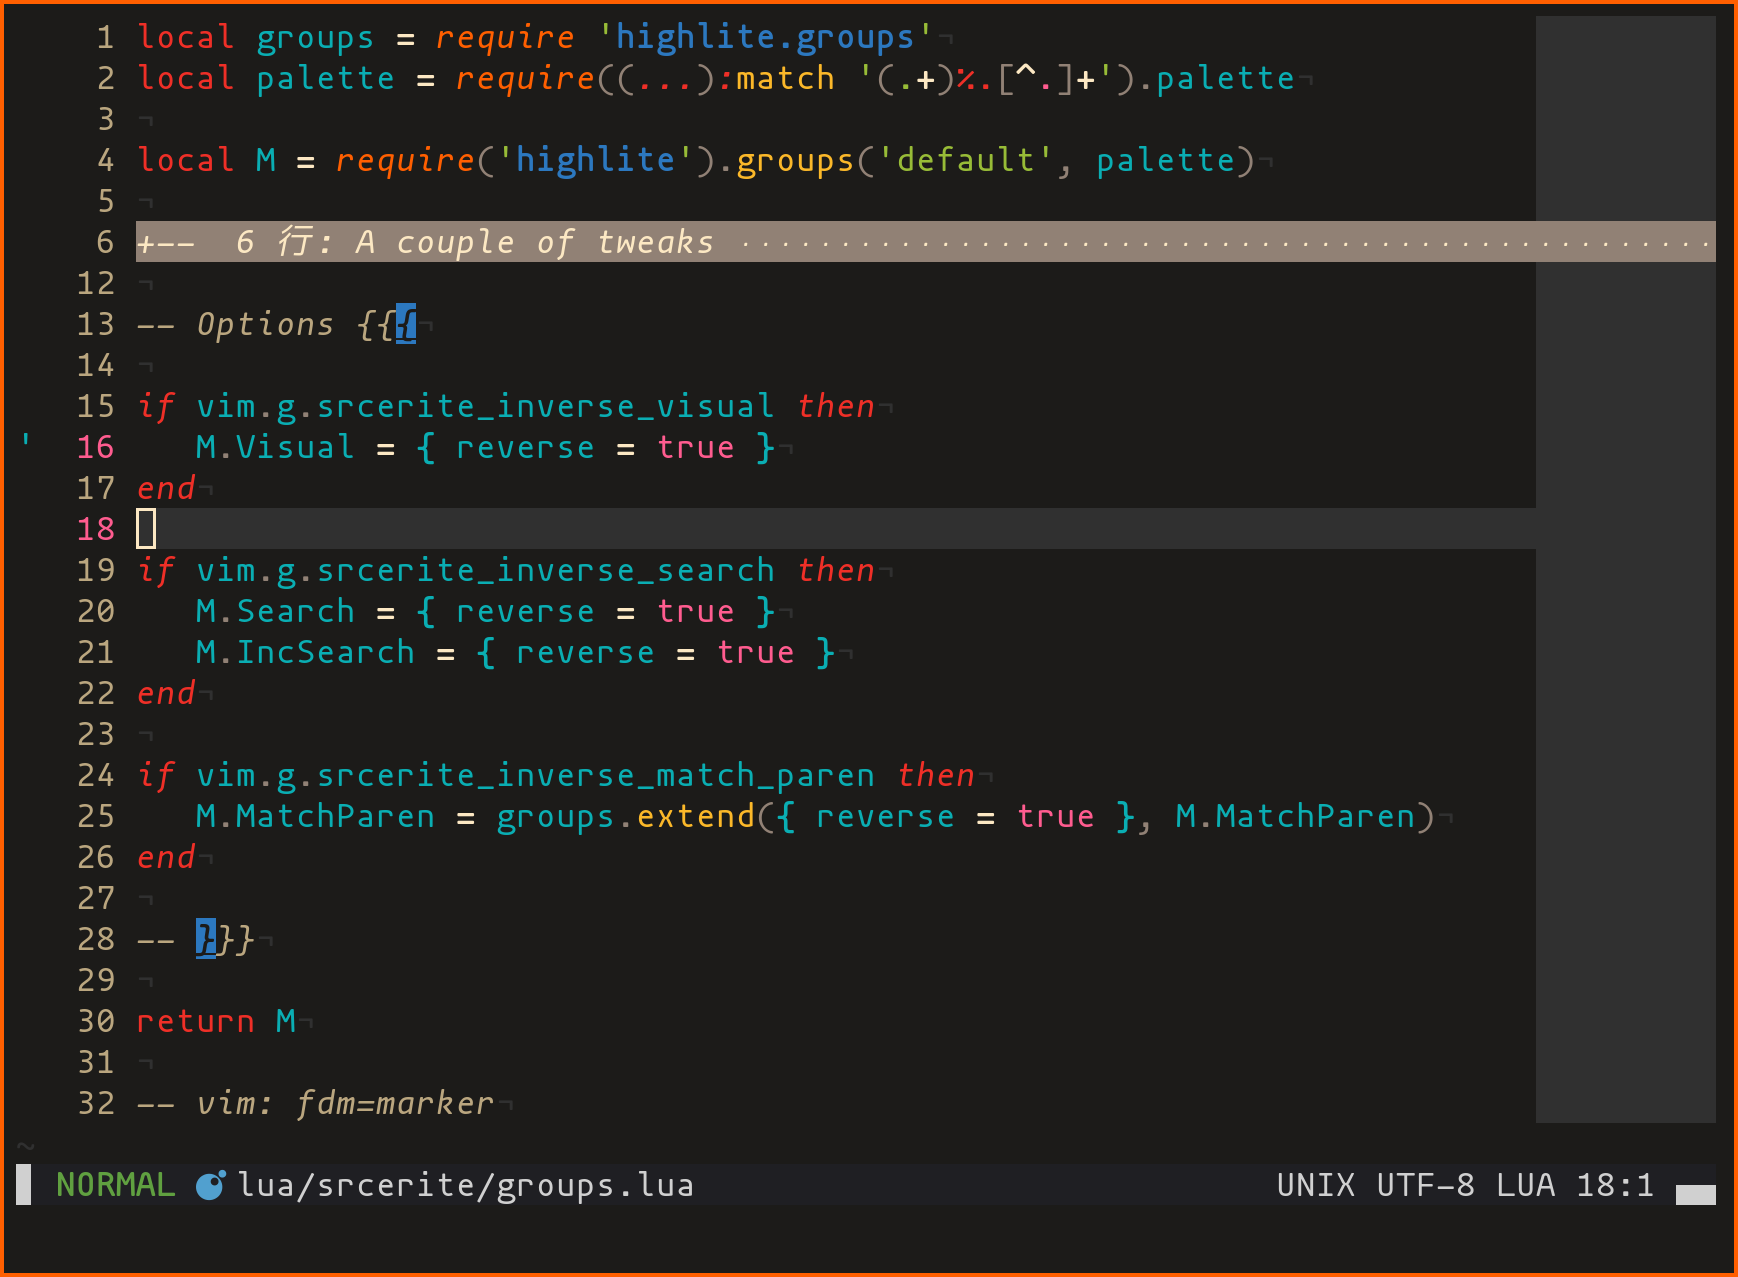 1 local groups = require 'highlite.groups'¬
2 local palette = require((...):match '(.+)%.[^.]+').palette¬
3 ¬
4 local M = require('highlite').groups('default', palette)¬
5 ¬
6 +--  6 行: A couple of tweaks ·················································
12 ¬
13 -- Options {{{¬
14 ¬
15 if vim.g.srcerite_inverse_visual then¬
' 16    M.Visual = { reverse = true }¬
17 end¬
18
19 if vim.g.srcerite_inverse_search then¬
20    M.Search = { reverse = true }¬
21    M.IncSearch = { reverse = true }¬
22 end¬
23 ¬
24 if vim.g.srcerite_inverse_match_paren then¬
25    M.MatchParen = groups.extend({ reverse = true }, M.MatchParen)¬
26 end¬
27 ¬
28 -- }}}¬
29 ¬
30 return M¬
31 ¬
32 -- vim: fdm=marker¬
~
NORMAL lua/srcerite/groups.lua UNIX UTF-8 LUA 18:1